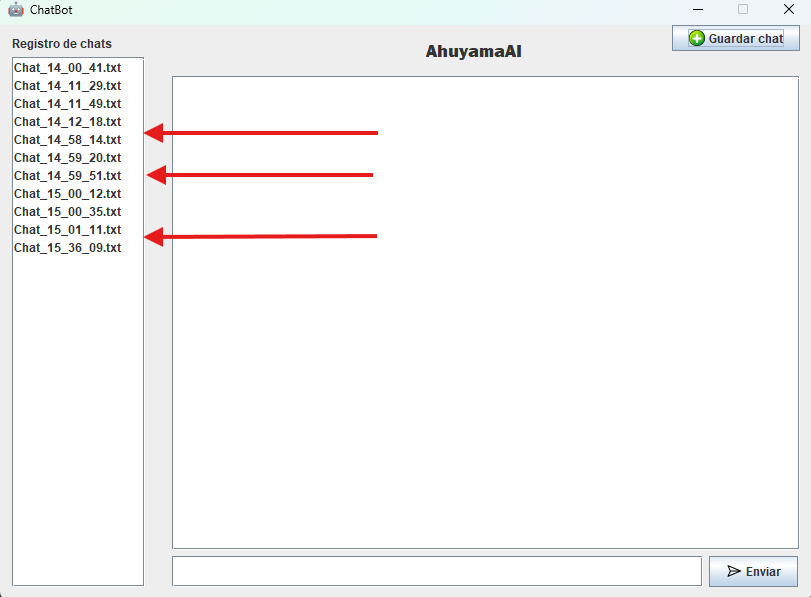 ChatBot
Registro de chats
AhuyamaAI
Guardar chat
Chat_14_00_41.txt
Chat_14_11_29.txt
Chat_14_11_49.txt
Chat_14_12_18.txt
Chat_14_58_14.txt
Chat_14_59_20.txt
Chat_14_59_51.txt
Chat_15_00_12.txt
Chat_15_00_35.txt
Chat_15_01_11.txt
Chat_15_36_09.txt
Enviar